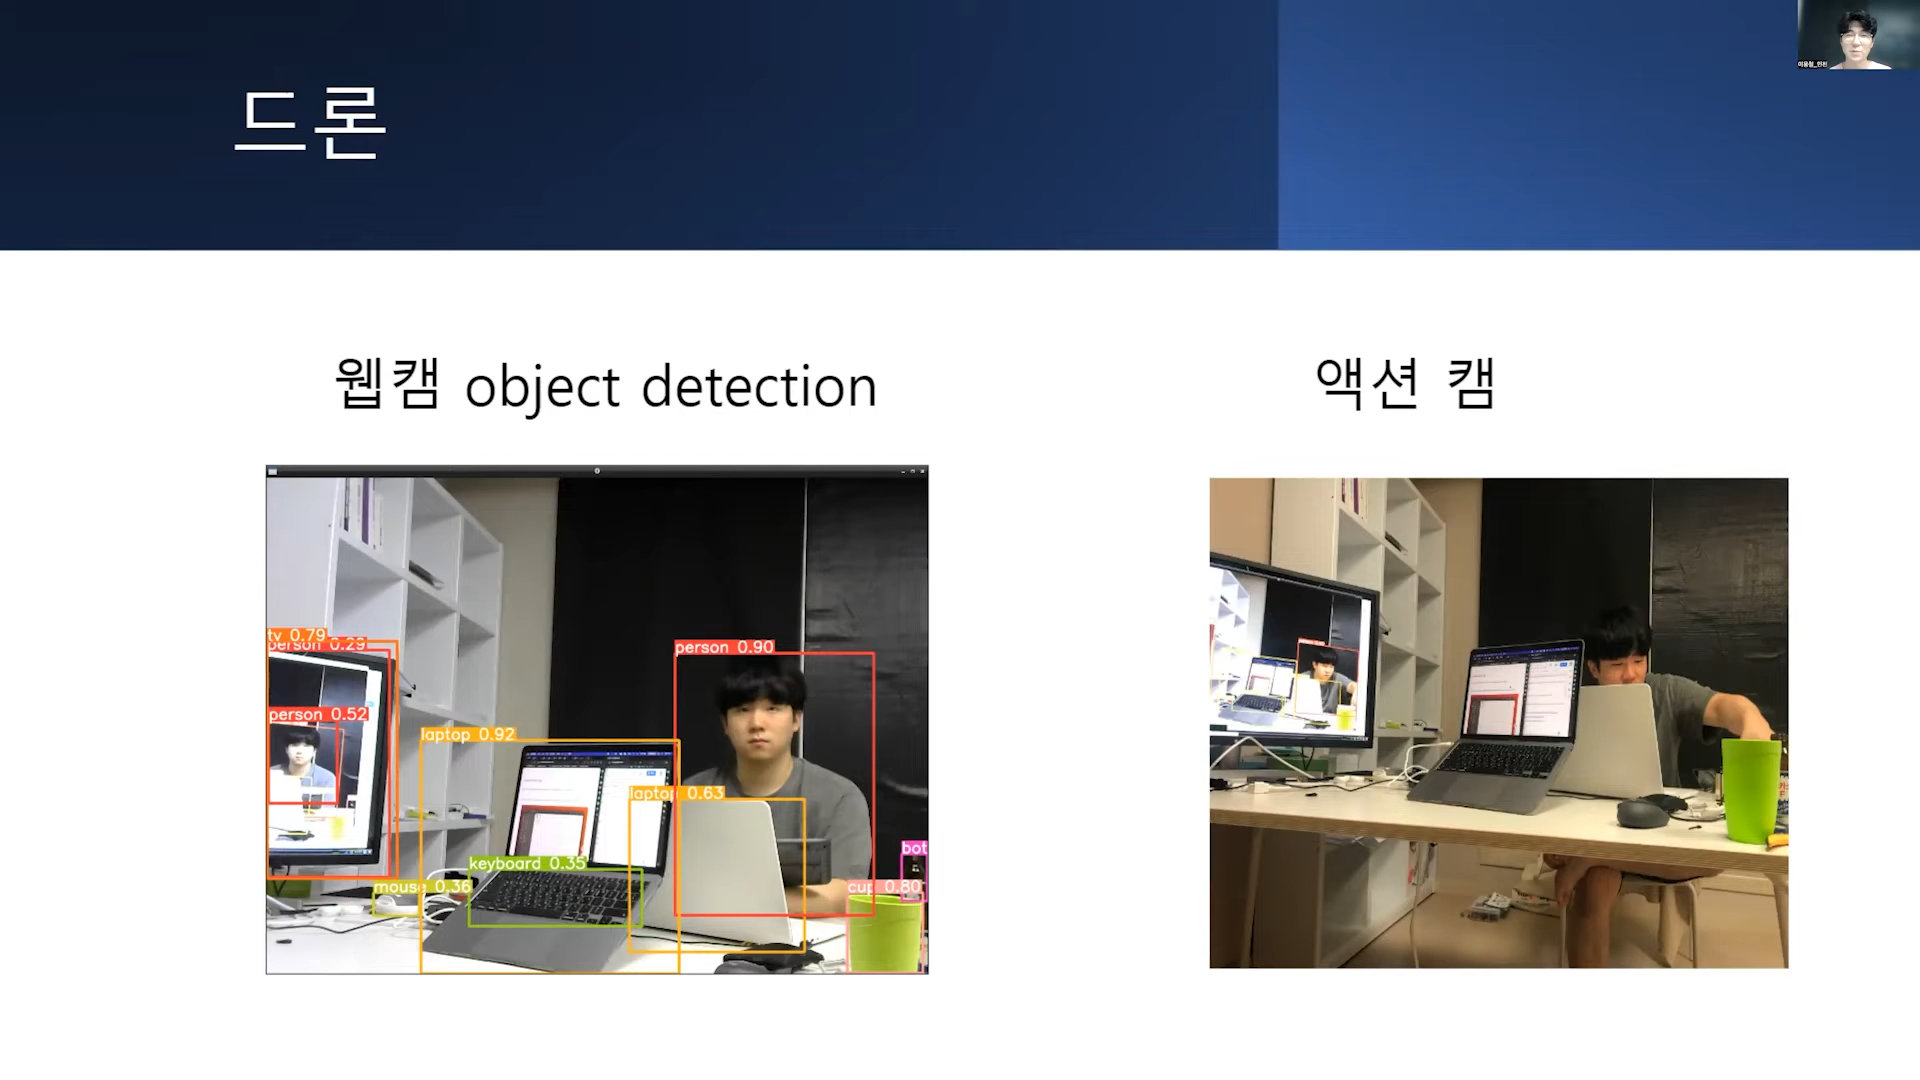 드론
웹캠 object detection
액션 캠
tv 0.79
person 0.29
person 0.52
person 0.90
laptop 0.92
laptop 0.63
keyboard 0.35
mouse 0.36
bot
cup 0.80